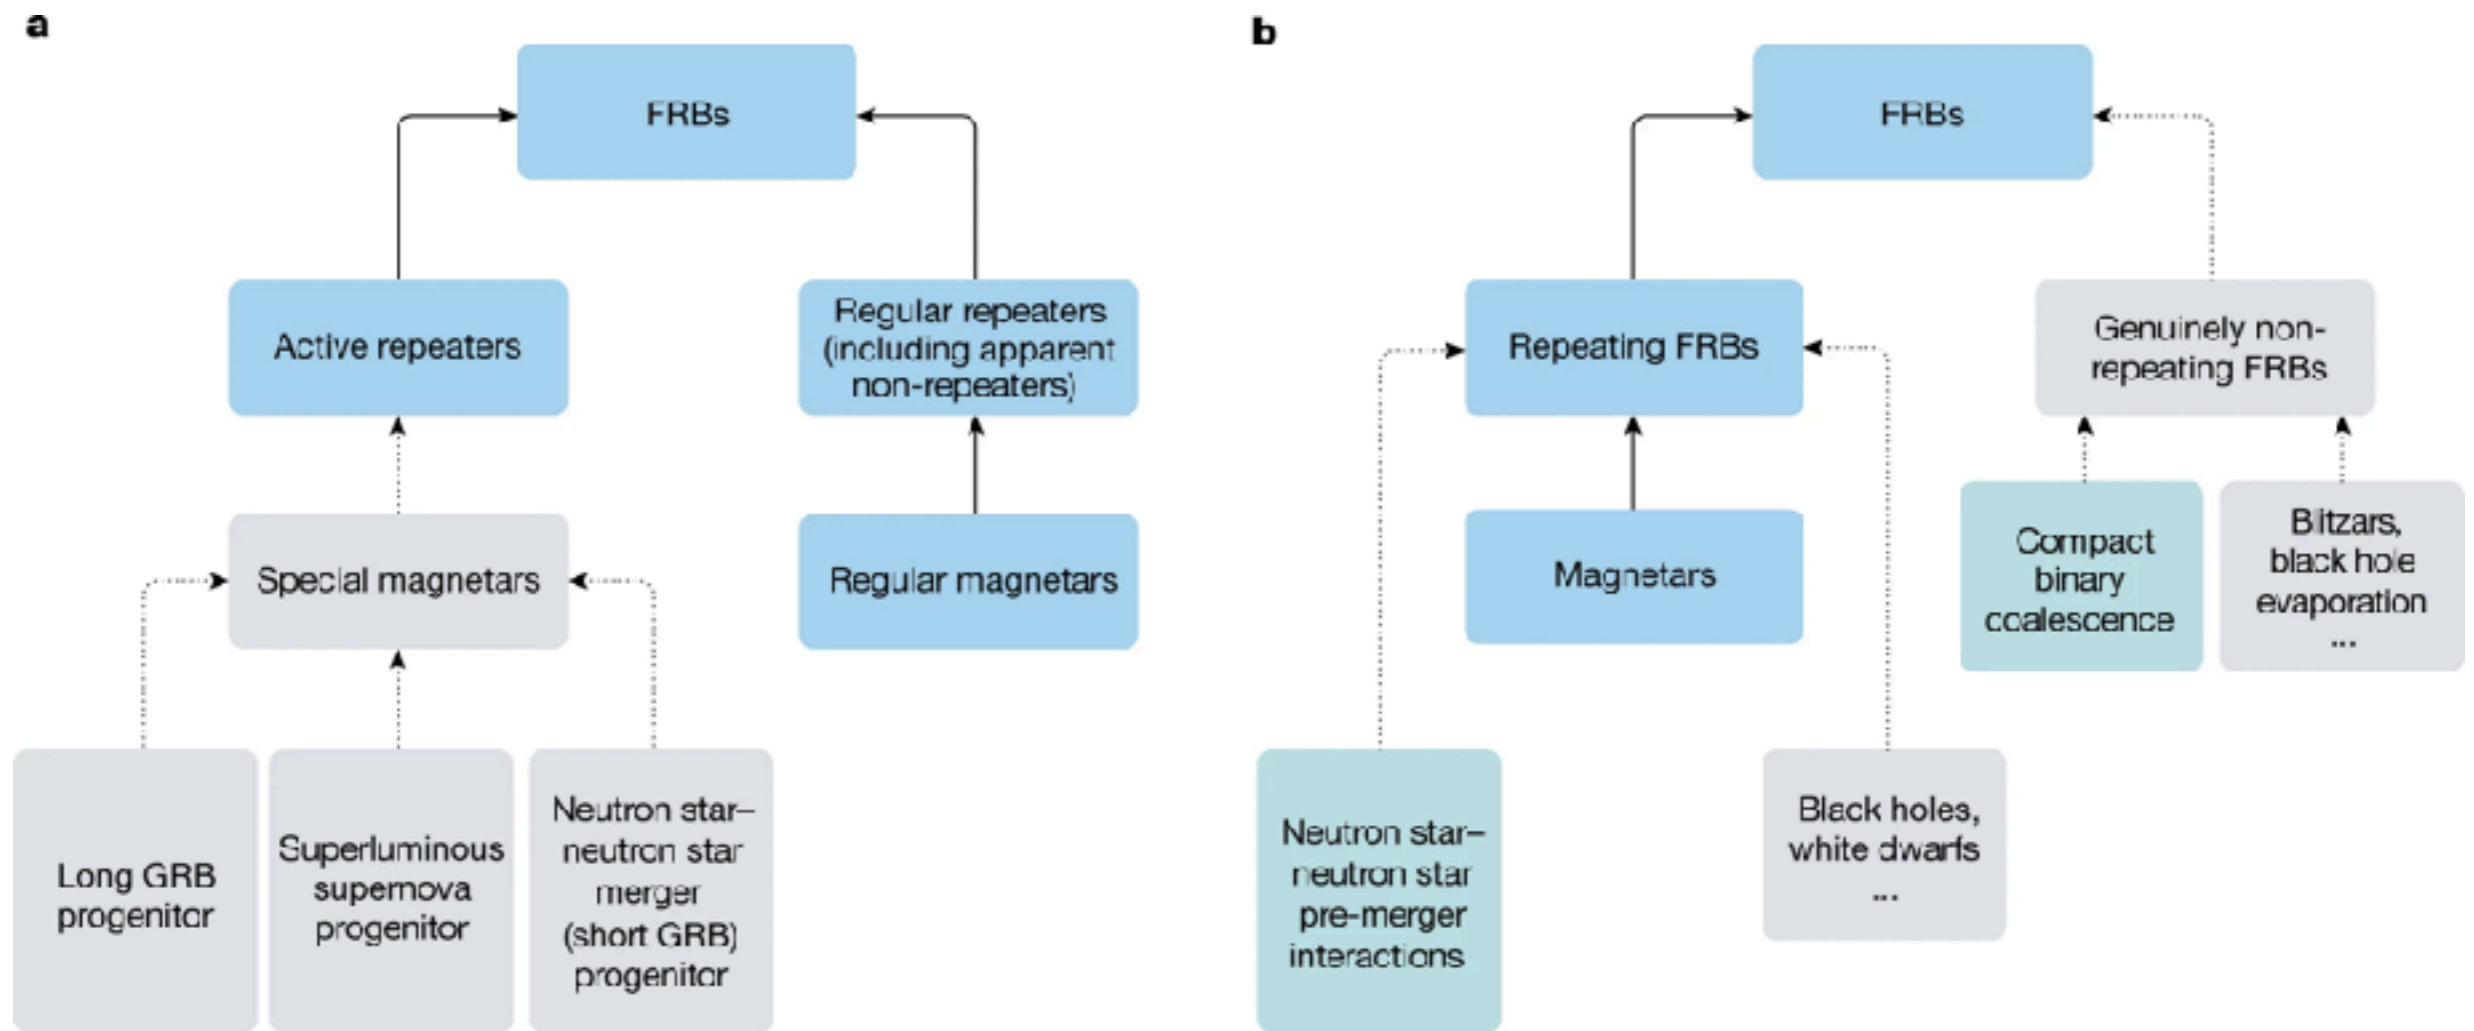 a
FRBs
Active repeaters
Regular repeaters
(including apparent
non-repeaters)
Special magnetars
Regular magnetars
Long GRB
progenitor
Superluminous
supernova
progenitor
Neutron star–
neutron star
merger
(short GRB)
progenitor
b
FRBs
Repeating FRBs
Genuinely non-
repeating FRBs
Magnetars
Compact
binary
coalescence
Blitzars,
black hole
evaporation
...
Neutron star–
neutron star
pre-merger
interactions
Black holes,
white dwarfs
...